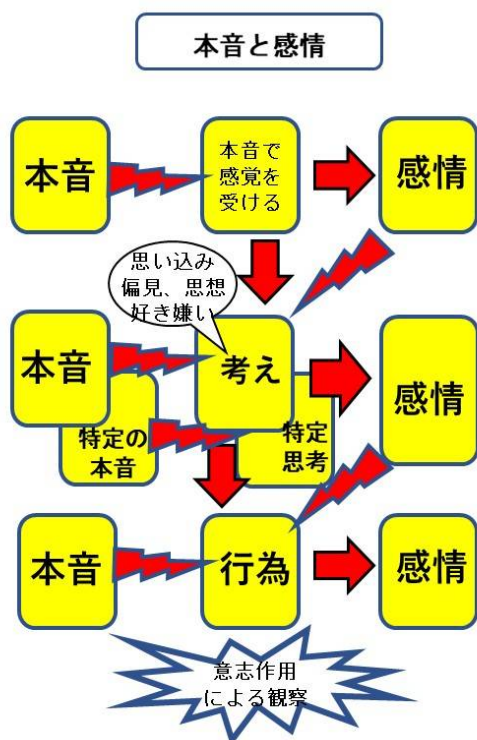 本音と感情
本音
本音で
感覚を
受ける
感情
思い込み
偏見、思想
好き嫌い
本音
考え
感情
特定の
本音
特定
思考
本音
行為
感情
意志作用
による観察